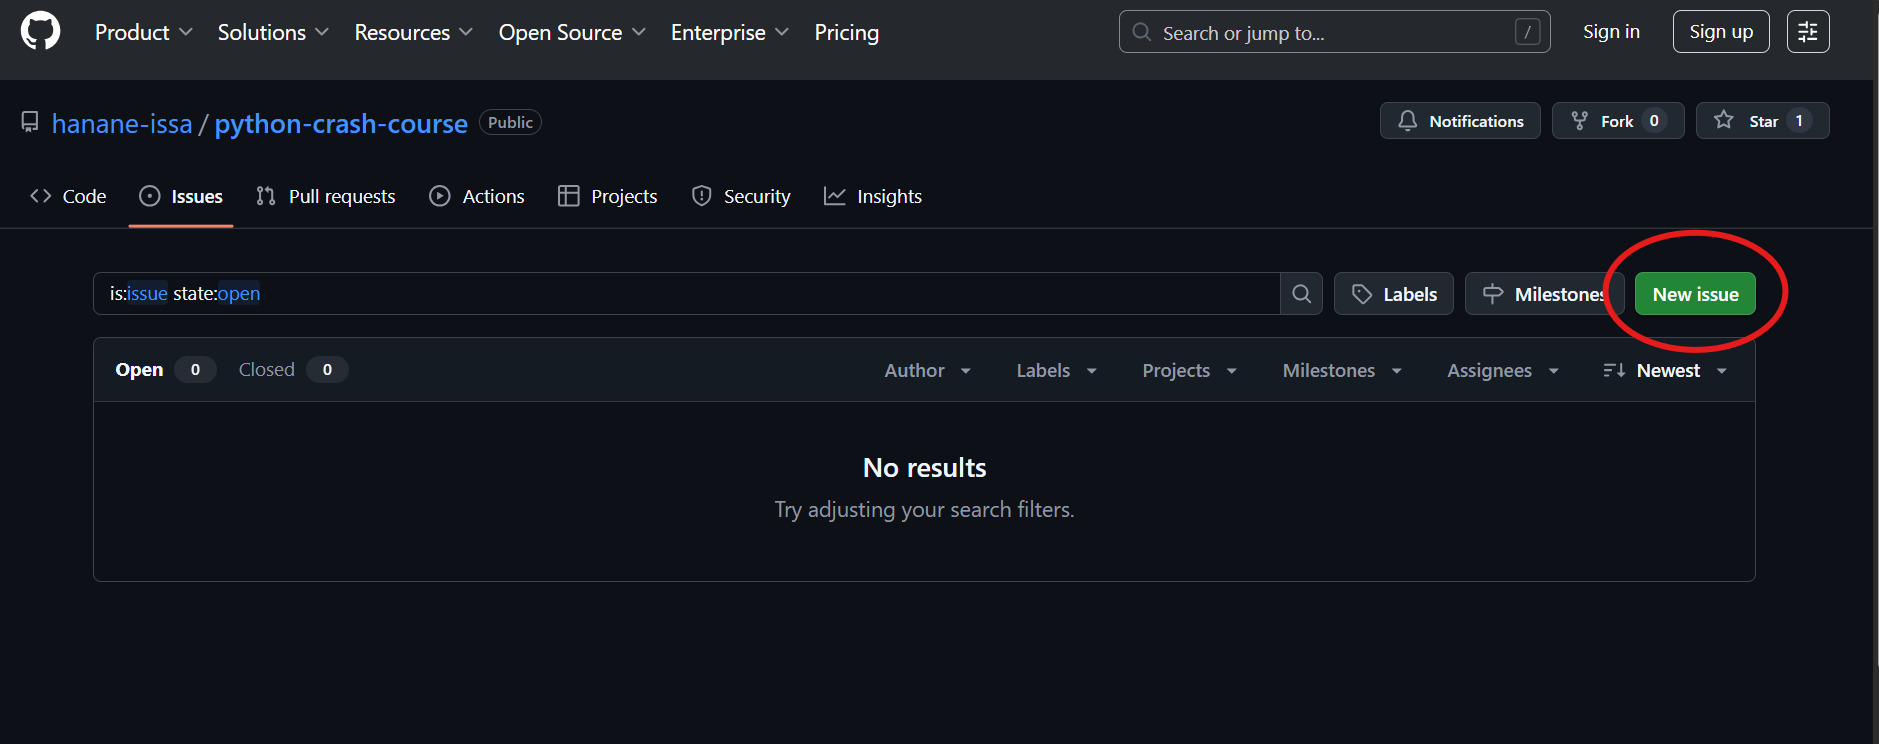 Product Solutions Resources Open Source Enterprise Pricing Search or jump to... / Sign in Sign up
hanane-issa / python-crash-course Public Notifications Fork 0 Star 1
Code Issues Pull requests Actions Projects Security Insights
is:issue state:open Labels Milestones New issue
Open 0 Closed 0 Author Labels Projects Milestones Assignees Newest
No results
Try adjusting your search filters.